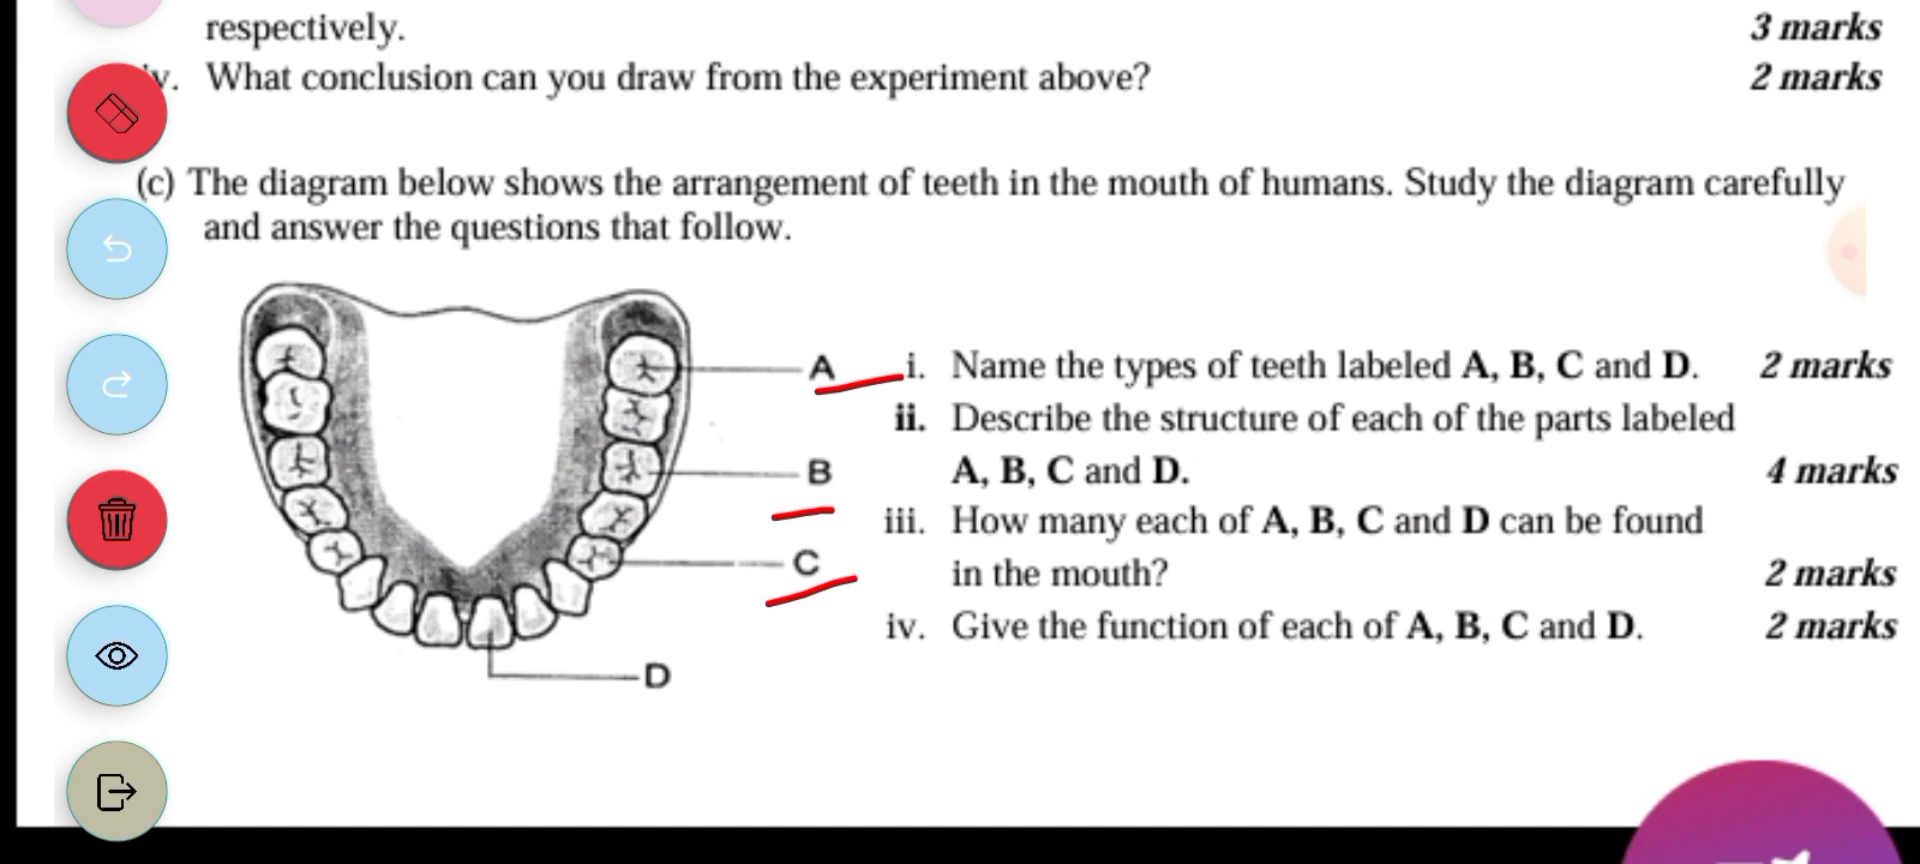 respectively. 3 marks
v. What conclusion can you draw from the experiment above? 2 marks
(c) The diagram below shows the arrangement of teeth in the mouth of humans. Study the diagram carefully
and answer the questions that follow.
A
B
C
D
i. Name the types of teeth labeled A, B, C and D. 2 marks
ii. Describe the structure of each of the parts labeled
A, B, C and D. 4 marks
iii. How many each of A, B, C and D can be found
in the mouth? 2 marks
iv. Give the function of each of A, B, C and D. 2 marks